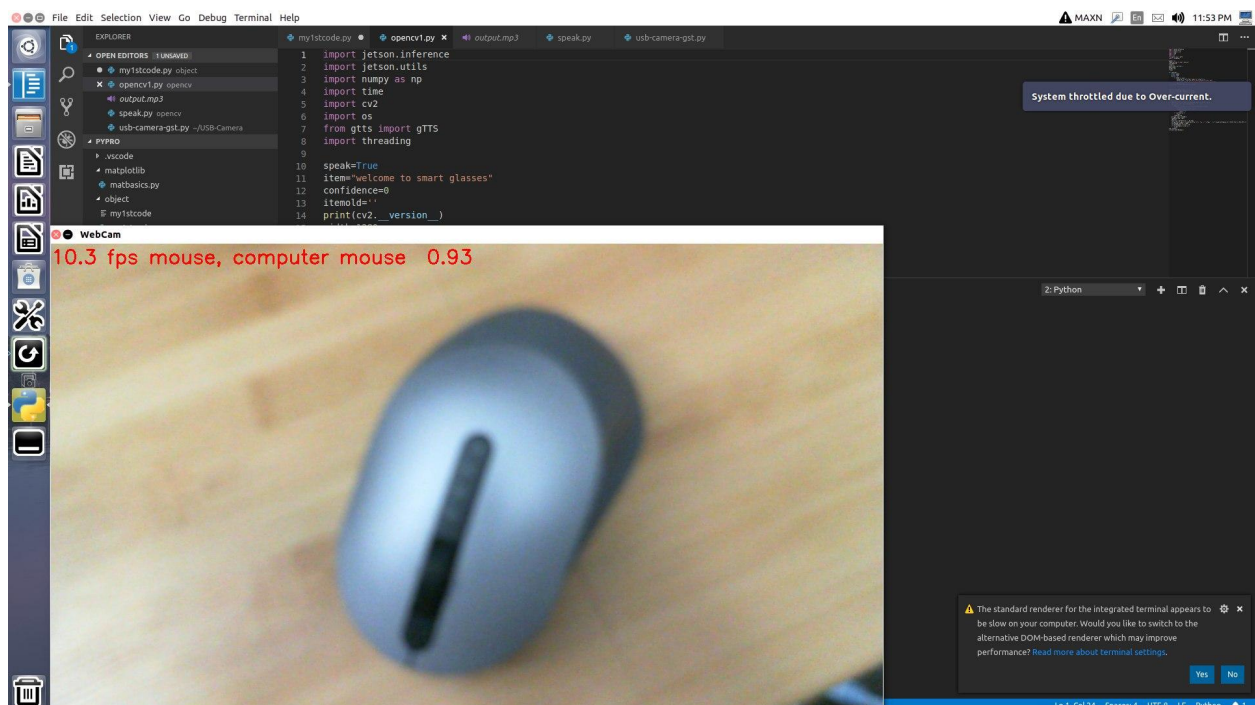 File Edit Selection View Go Debug Terminal Help
MAXN En 11:53 PM
EXPLORER
OPEN EDITORS 1 UNSAVED
my1stcode.py object
opencv1.py opencv
output.mp3
speak.py opencv
usb-camera-gst.py ~/USB-Camera
PYPRO
.vscode
matplotlib
matbasics.py
object
my1stcode
my1stcode.py opencv1.py output.mp3 speak.py usb-camera-gst.py
1 import jetson.inference
2 import jetson.utils
3 import numpy as np
4 import time
5 import cv2
6 import os
7 from gtts import gTTS
8 import threading
9
10 speak=True
11 item="welcome to smart glasses"
12 confidence=0
13 itemold=''
14 print(cv2.__version__)
System throttled due to Over-current.
WebCam
10.3 fps mouse, computer mouse 0.93
2: Python
The standard renderer for the integrated terminal appears to
be slow on your computer. Would you like to switch to the
alternative DOM-based renderer which may improve
performance? Read more about terminal settings.
Yes No